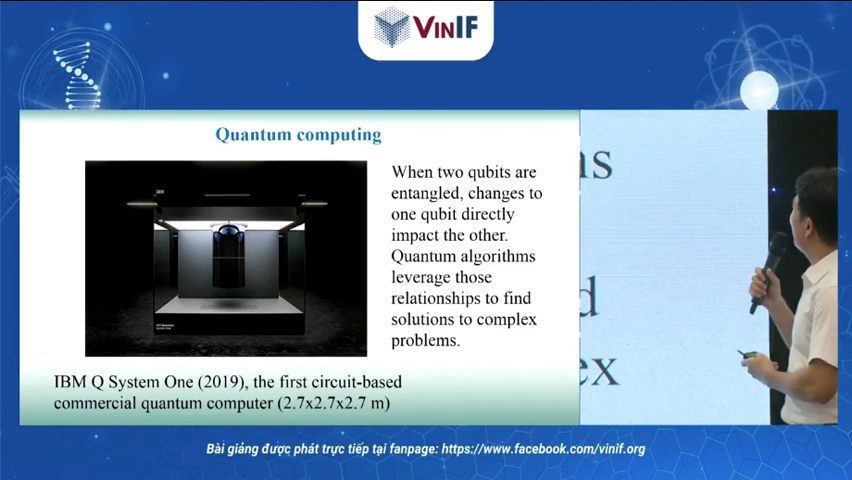 VINIF
Quantum computing
When two qubits are
entangled, changes to
one qubit directly
impact the other.
Quantum algorithms
leverage those
relationships to find
solutions to complex
problems.
IBM Q System One (2019), the first circuit-based
commercial quantum computer (2.7x2.7x2.7 m)
ns
d
ex
Bài giảng được phát trực tiếp tại fanpage: https://www.facebook.com/vinif.org